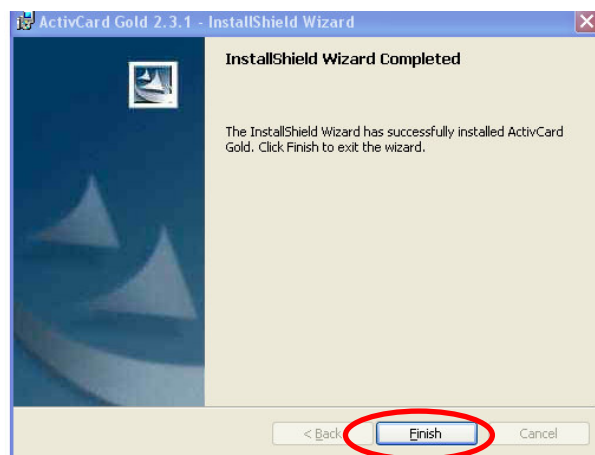 ActivCard Gold 2.3.1 - InstallShield Wizard
InstallShield Wizard Completed
The InstallShield Wizard has successfully installed ActivCard
Gold. Click Finish to exit the wizard.
< Back Finish Cancel